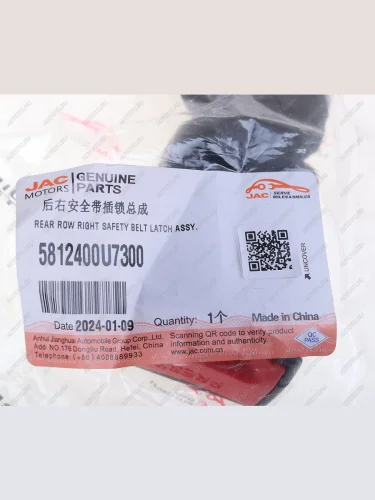 JAC MOTORS
GENUINE PARTS
JAC
SERVE
后右安全带插锁总成
REAR ROW RIGHT SAFETY BELT LATCH ASSY.
5812400U7300
UNCOVER
Date 2024-01-09
Quantity: 1个
Made in China
Anhui Jianghuai Automobile Group Corp.,Ltd.
Add: NO.176 Dongliu Road, Hefei, China
Telephone:(+86)4008889933
Scanning QR code to verify product
information and authenticity.
www.jac.com.cn
QC
PASS